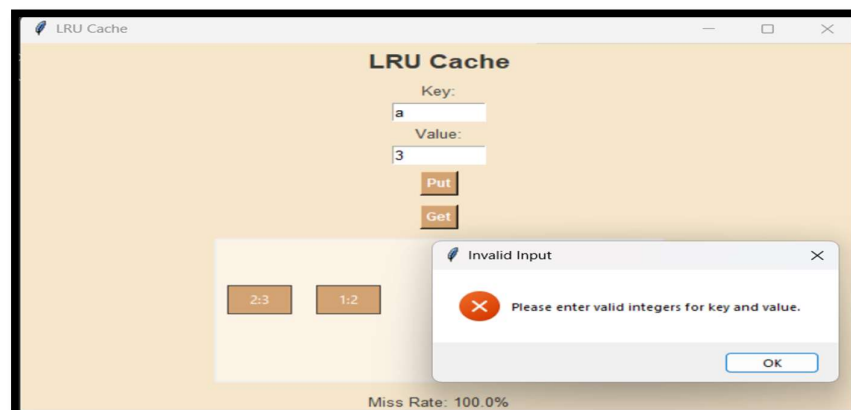 LRU Cache
LRU Cache
Key:
a
Value:
3
Put
Get
Invalid Input
2:3 1:2
Please enter valid integers for key and value.
OK
Miss Rate: 100.0%